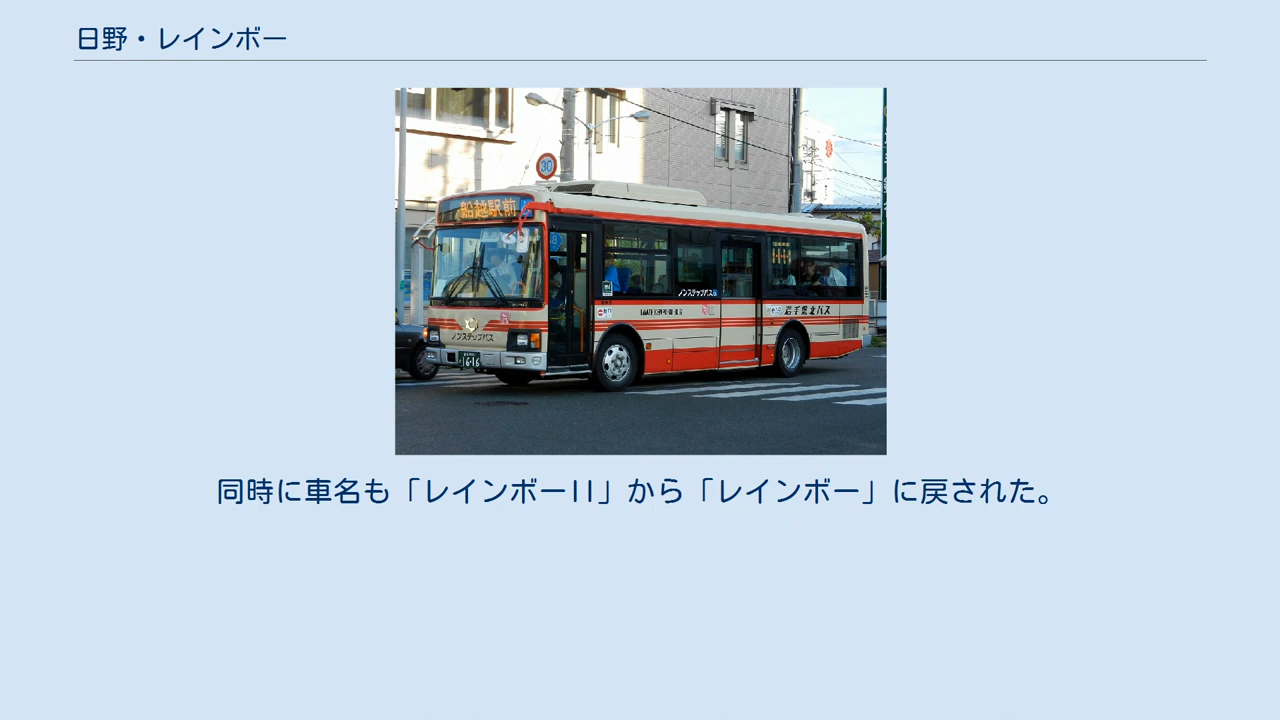 日野・レインボー
30
船越駅前
ノンステップバス
岩手県北バス
ノンステップバス
16-16
同時に車名も「レインボーII」から「レインボー」に戻された。